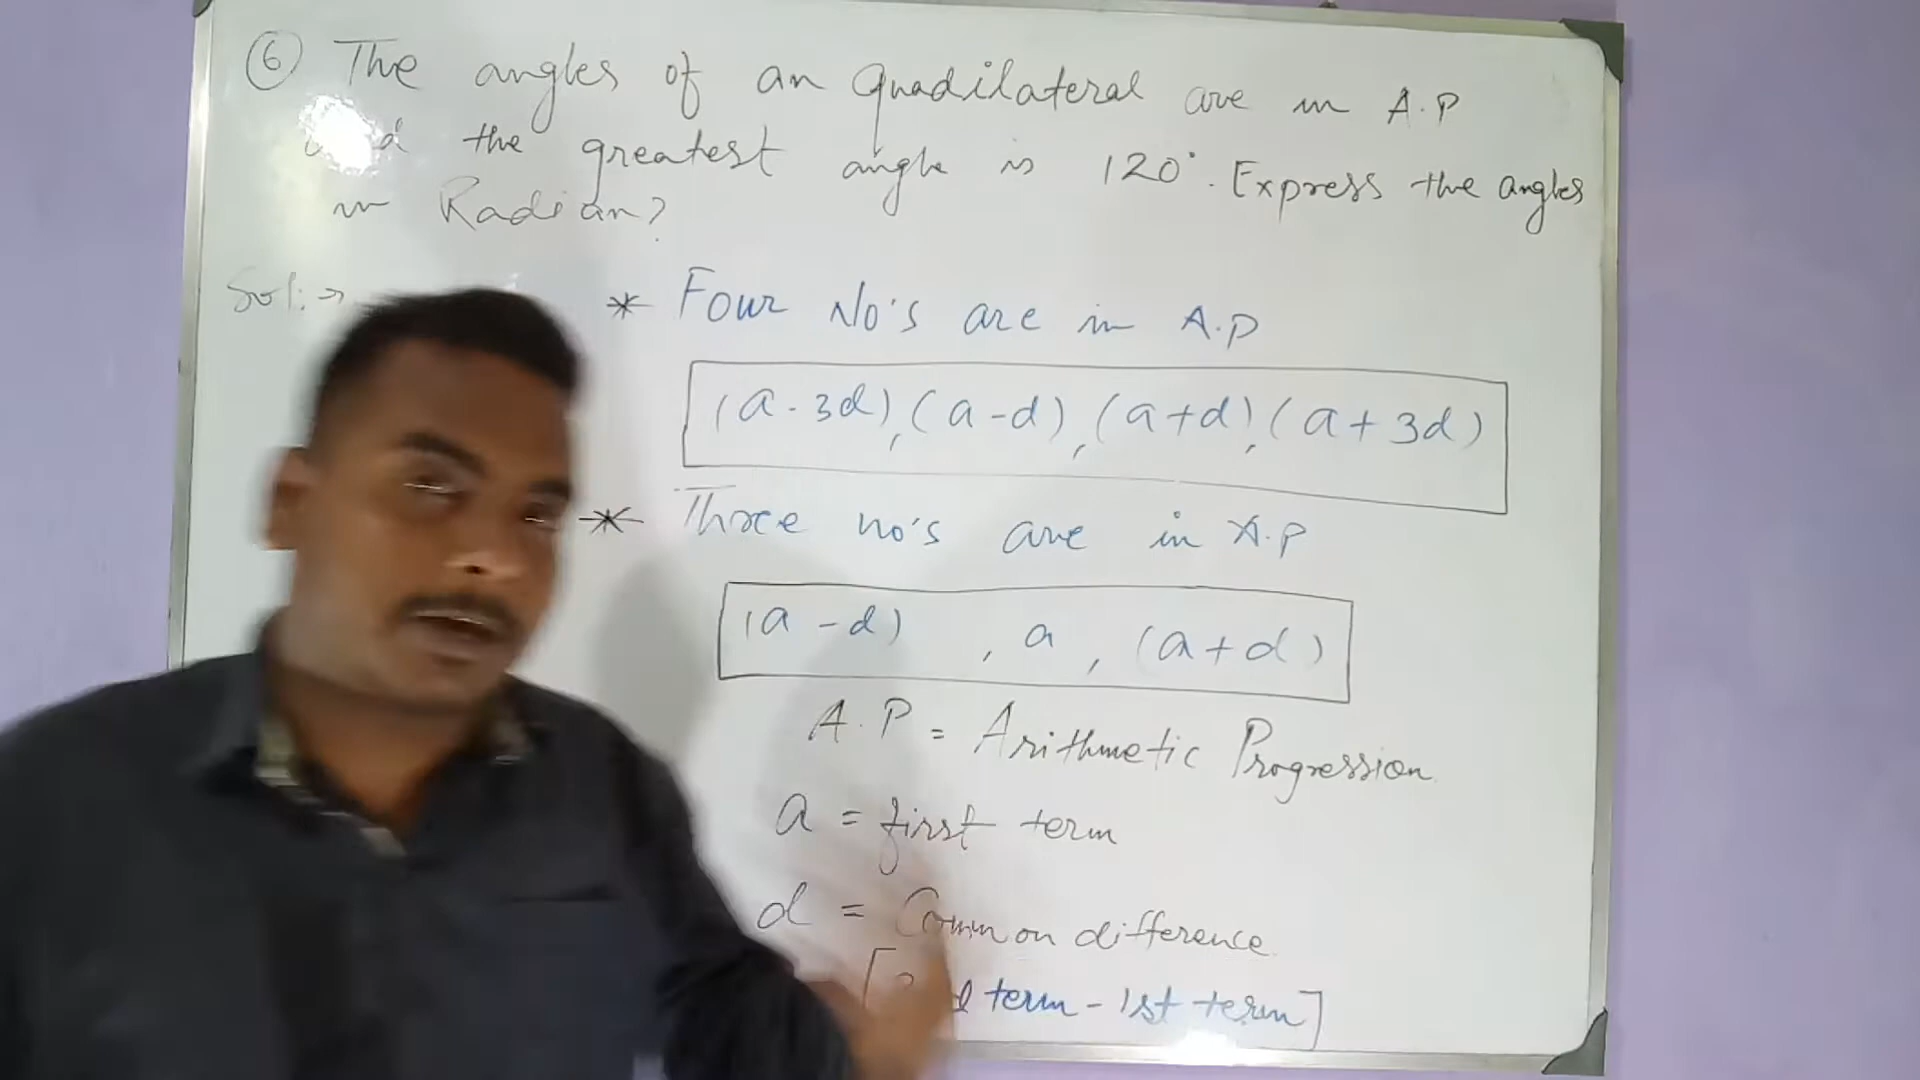 ⑥ The angles of an Quadilateral are in A.P
the greatest angle is 120°. Express the angles
in Radian?
Sol:→
* Four No's are in A.P
(a-3d), (a-d), (a+d), (a+3d)
* Three no's are in A.P
(a-d), a, (a+d)
A.P = Arithmetic Progression
a = first term
d = Common difference
term - 1st term]